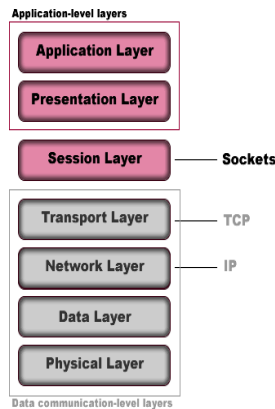 Application-level layers
Application Layer
Presentation Layer
Session Layer
Sockets
Transport Layer
TCP
Network Layer
IP
Data Layer
Physical Layer
Data communication-level layers